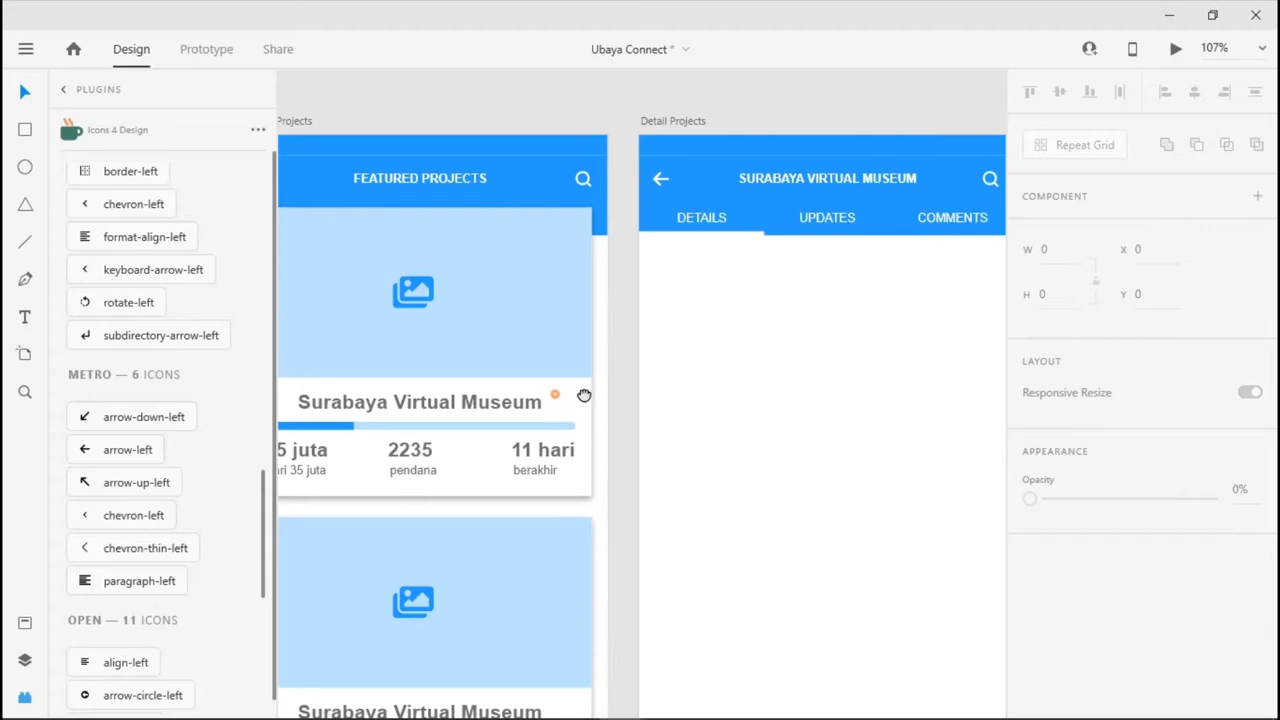 Design
Prototype
Share
Ubaya Connect *
107%
PLUGINS
Icons 4 Design
border-left
chevron-left
format-align-left
keyboard-arrow-left
rotate-left
subdirectory-arrow-left
METRO — 6 ICONS
arrow-down-left
arrow-left
arrow-up-left
chevron-left
chevron-thin-left
paragraph-left
OPEN — 11 ICONS
align-left
arrow-circle-left
Projects
FEATURED PROJECTS
Surabaya Virtual Museum
5 juta
2235
11 hari
ari 35 juta
pendana
berakhir
Surabaya Virtual Museum
Detail Projects
SURABAYA VIRTUAL MUSEUM
DETAILS
UPDATES
COMMENTS
Repeat Grid
COMPONENT
W 0
X 0
H 0
Y 0
LAYOUT
Responsive Resize
APPEARANCE
Opacity
0%